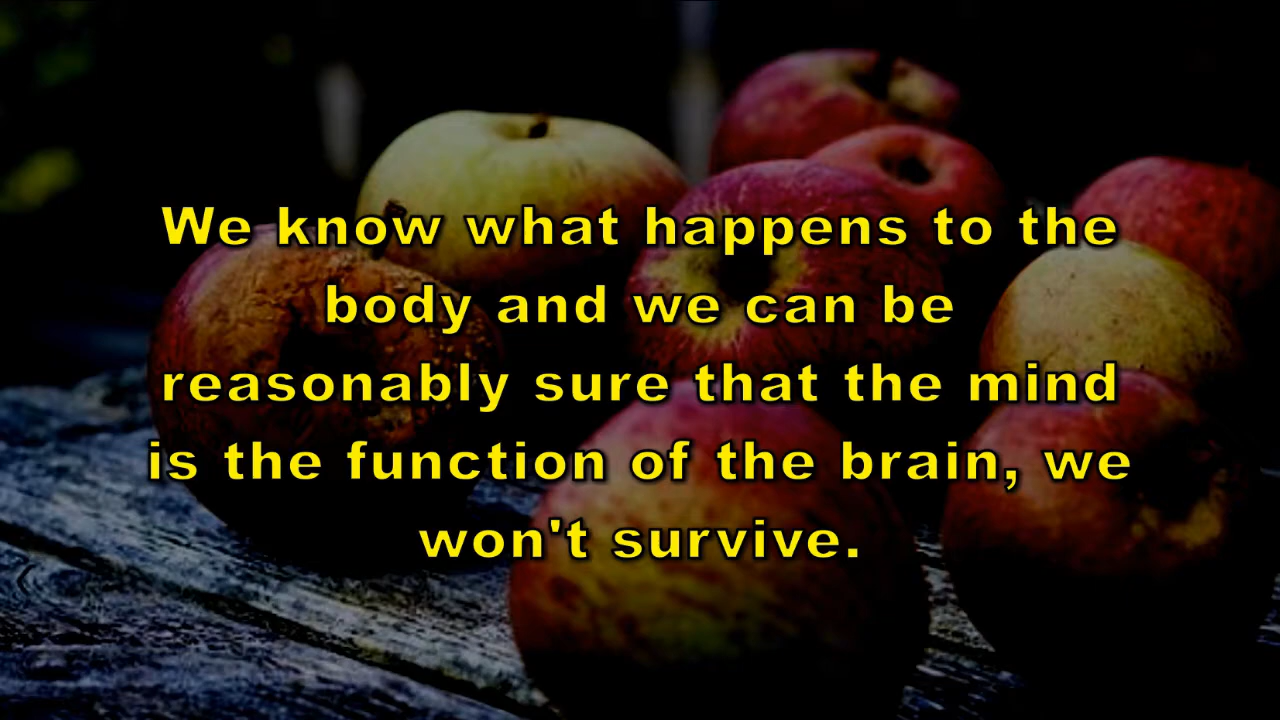 We know what happens to the
body and we can be
reasonably sure that the mind
is the function of the brain, we
won't survive.